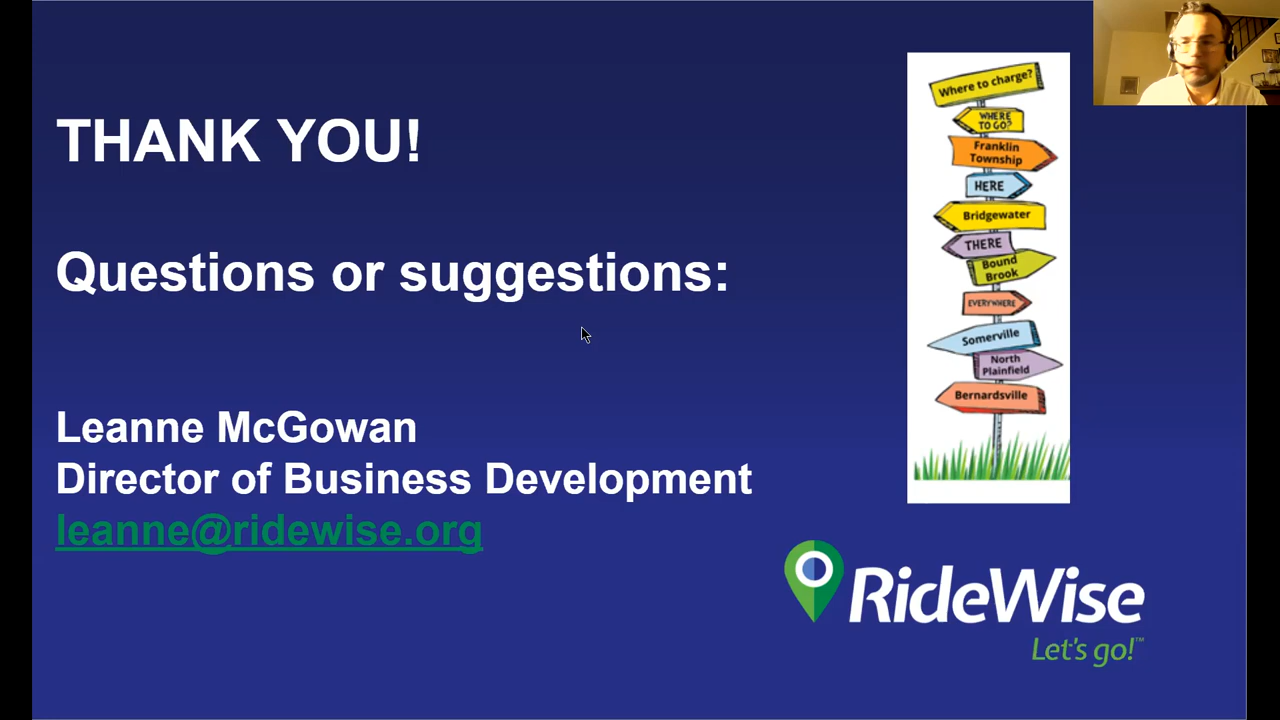 THANK YOU!
Questions or suggestions:
Leanne McGowan
Director of Business Development
leanne@ridewise.org
Where to charge?
WHERE
TO GO?
Franklin
Township
HERE
Bridgewater
THERE
Bound
Brook
EVERYWHERE
Somerville
North
Plainfield
Bernardsville
RideWise
Let's go!™